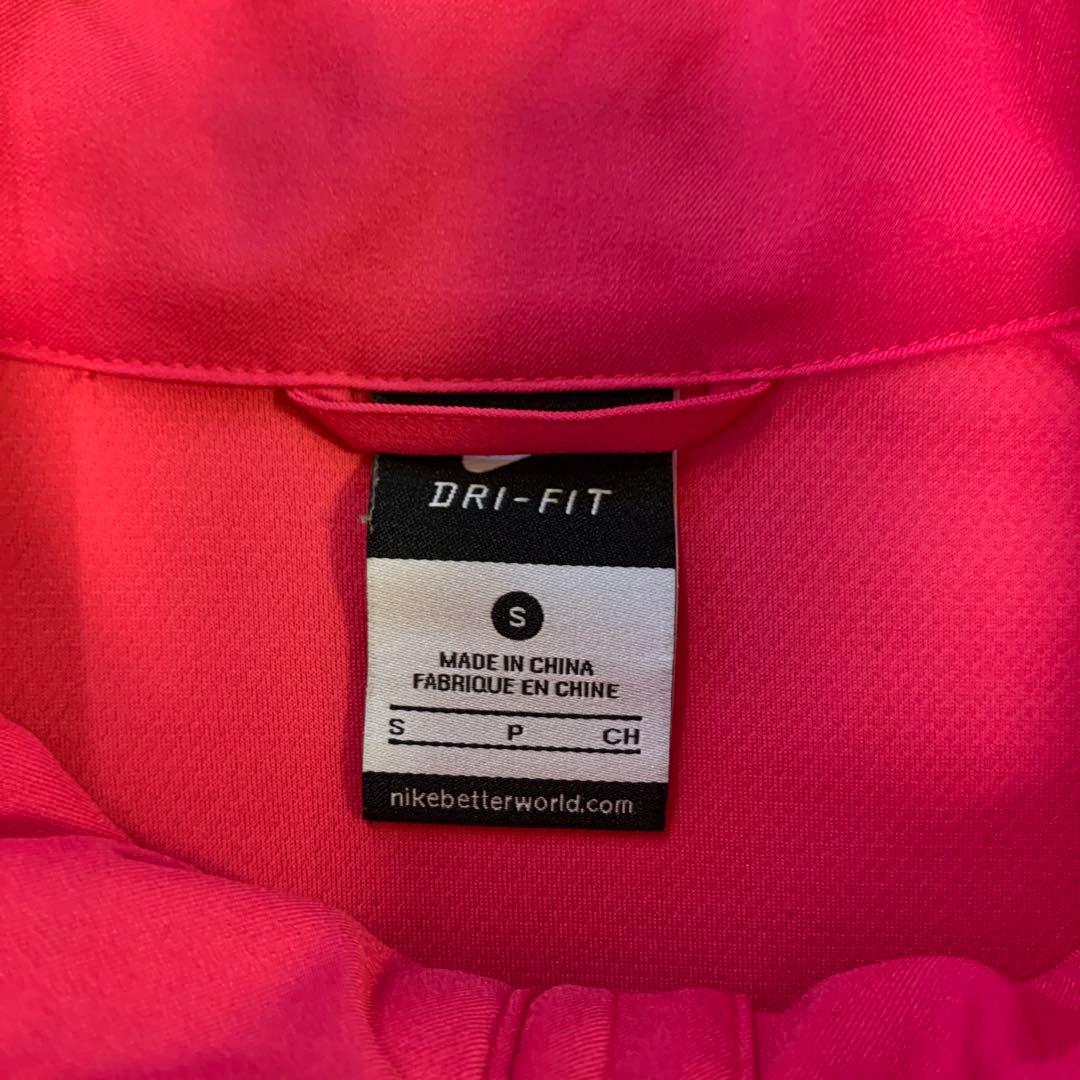 DRI-FIT
S
MADE IN CHINA
FABRIQUE EN CHINE
S P CH
nikebetterworld.com